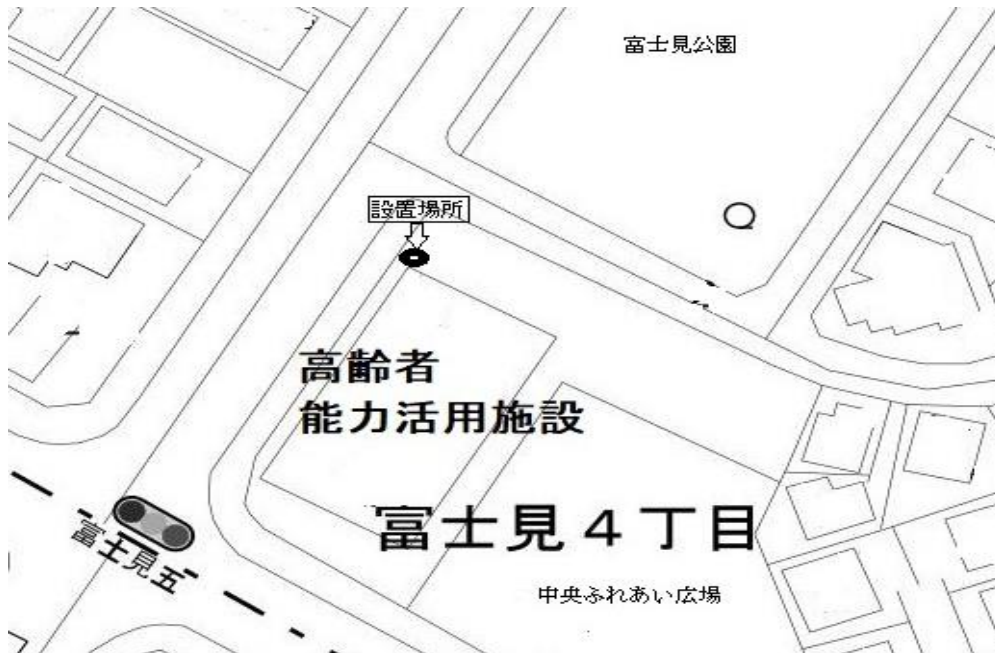 富士見公園
設置場所
高齢者
能力活用施設
富士見4丁目
富士見五
中央ふれあい広場